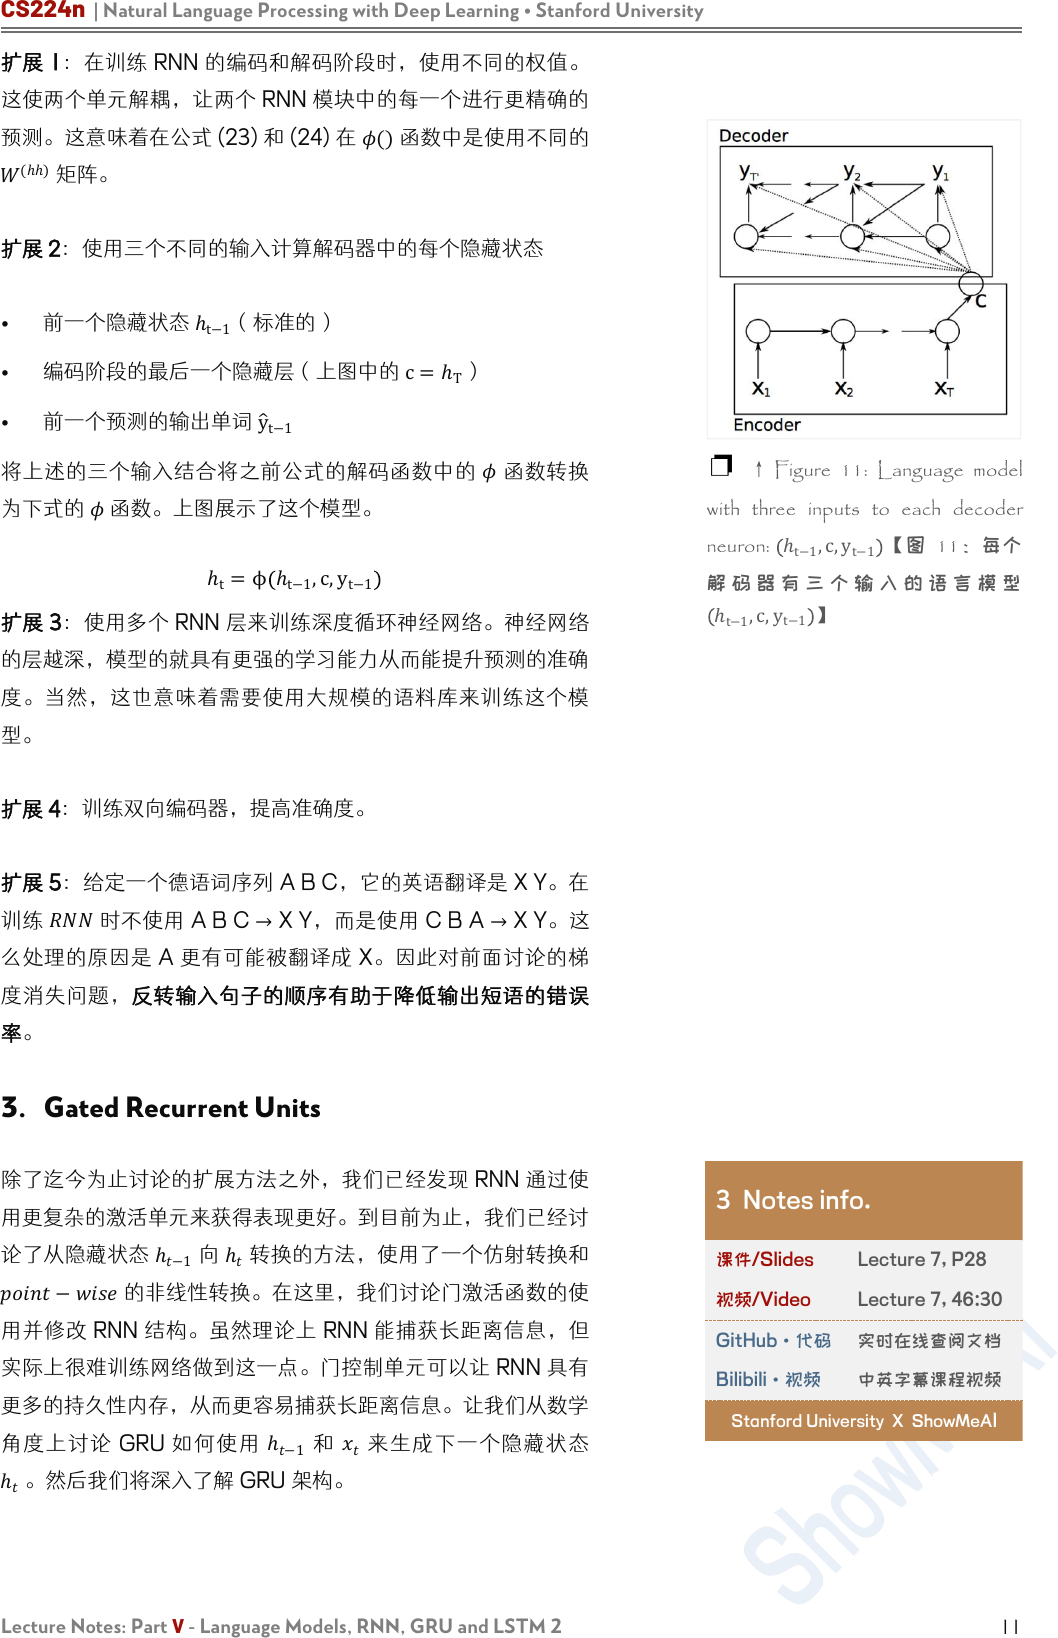 CS224n | Natural Language Processing with Deep Learning • Stanford University
扩展 1：在训练 RNN 的编码和解码阶段时，使用不同的权值。
这使两个单元解耦，让两个 RNN 模块中的每一个进行更精确的
预测。这意味着在公式 (23) 和 (24) 在 ϕ() 函数中是使用不同的
W⁽ʰʰ⁾ 矩阵。
扩展 2：使用三个不同的输入计算解码器中的每个隐藏状态
• 前一个隐藏状态 hₜ₋₁（标准的）
• 编码阶段的最后一个隐藏层（上图中的 c = h_T ）
• 前一个预测的输出单词 ŷₜ₋₁
将上述的三个输入结合将之前公式的解码函数中的 ϕ 函数转换
为下式的 ϕ 函数。上图展示了这个模型。
hₜ = ϕ(hₜ₋₁, c, yₜ₋₁)
扩展 3：使用多个 RNN 层来训练深度循环神经网络。神经网络
的层越深，模型的就具有更强的学习能力从而能提升预测的准确
度。当然，这也意味着需要使用大规模的语料库来训练这个模
型。
扩展 4：训练双向编码器，提高准确度。
扩展 5：给定一个德语词序列 A B C，它的英语翻译是 X Y。在
训练 RNN 时不使用 A B C → X Y，而是使用 C B A → X Y。这
么处理的原因是 A 更有可能被翻译成 X。因此对前面讨论的梯
度消失问题，反转输入句子的顺序有助于降低输出短语的错误
率。
3. Gated Recurrent Units
除了迄今为止讨论的扩展方法之外，我们已经发现 RNN 通过使
用更复杂的激活单元来获得表现更好。到目前为止，我们已经讨
论了从隐藏状态 hₜ₋₁ 向 hₜ 转换的方法，使用了一个仿射转换和
point − wise 的非线性转换。在这里，我们讨论门激活函数的使
用并修改 RNN 结构。虽然理论上 RNN 能捕获长距离信息，但
实际上很难训练网络做到这一点。门控制单元可以让 RNN 具有
更多的持久性内存，从而更容易捕获长距离信息。让我们从数学
角度上讨论 GRU 如何使用 hₜ₋₁ 和 xₜ 来生成下一个隐藏状态
hₜ 。然后我们将深入了解 GRU 架构。
Decoder
y_T' y₂ y₁
C
x₁ x₂ x_T
Encoder
❐ ↑ Figure 11: Language model
with three inputs to each decoder
neuron: (hₜ₋₁, c, yₜ₋₁)【图 11：每个
解码器有三个输入的语言模型
(hₜ₋₁, c, yₜ₋₁)】
3 Notes info.
课件/Slides Lecture 7, P28
视频/Video Lecture 7, 46:30
GitHub・代码 实时在线查阅文档
Bilibili・视频 中英字幕课程视频
Stanford University X ShowMeAI
ShowMeAI
Lecture Notes: Part V - Language Models, RNN, GRU and LSTM 2 11